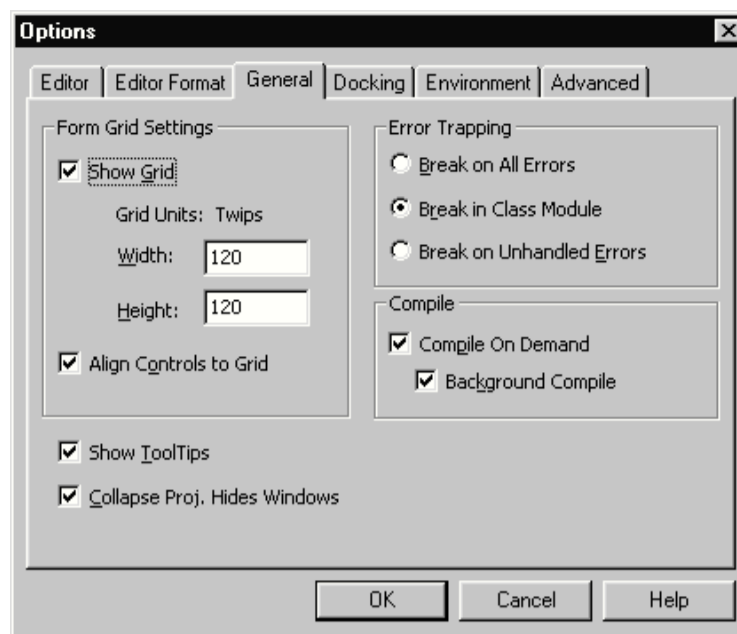 Options
Editor Editor Format General Docking Environment Advanced
Form Grid Settings
Show Grid
Grid Units: Twips
Width: 120
Height: 120
Align Controls to Grid
Show ToolTips
Collapse Proj. Hides Windows
Error Trapping
Break on All Errors
Break in Class Module
Break on Unhandled Errors
Compile
Compile On Demand
Background Compile
OK Cancel Help